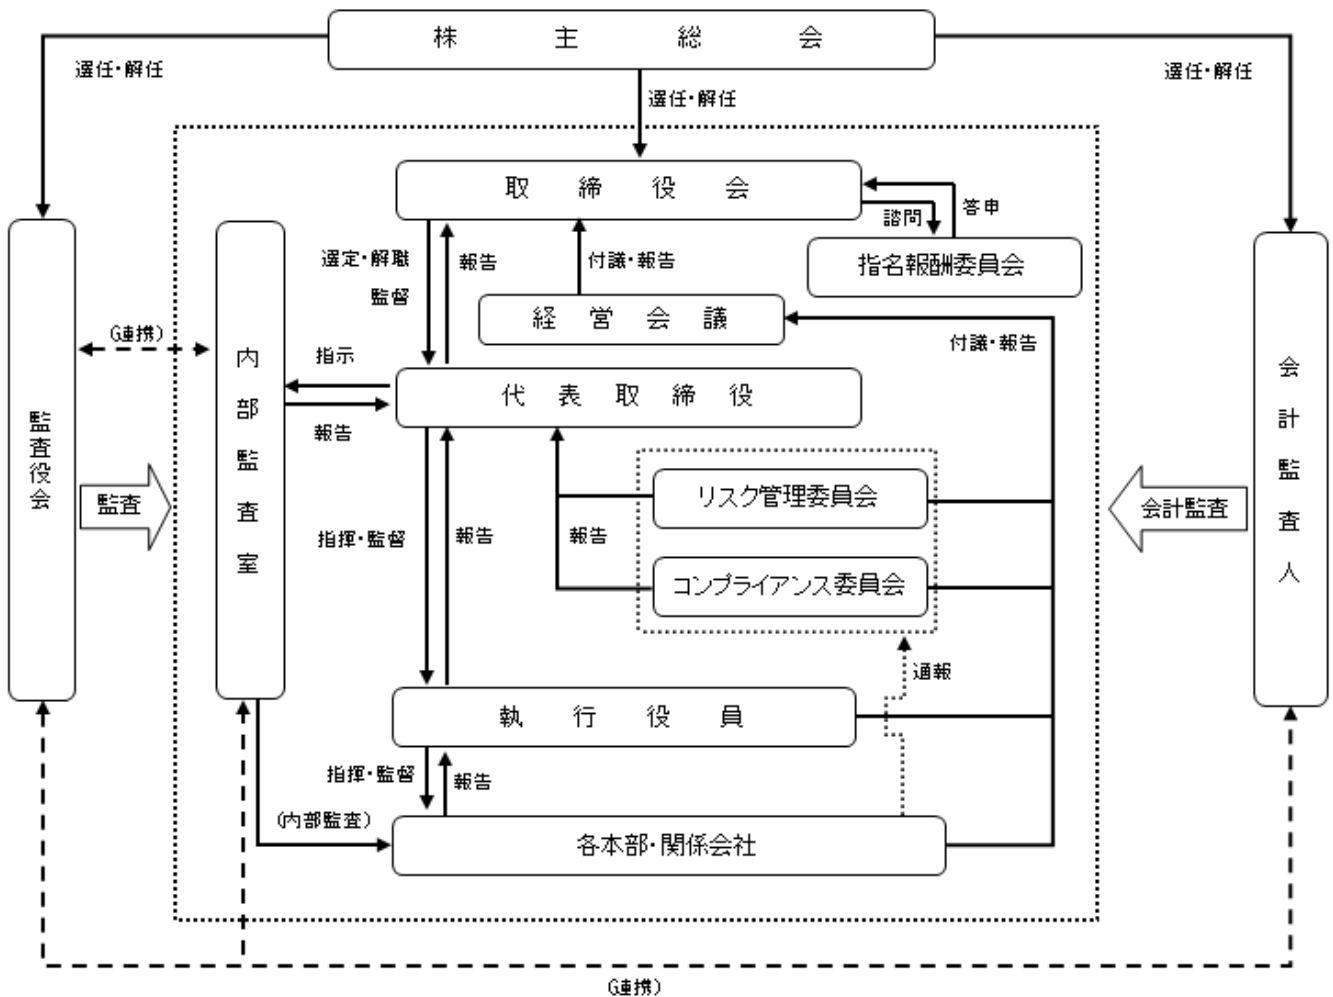 株主総会
選任・解任
選任・解任
選任・解任
取締役会
答申
諮問
指名報酬委員会
選定・解職
監督
報告
付議・報告
経営会議
付議・報告
(連携)
指示
報告
代表取締役
監査役会
内部監査室
会計監査人
監査
会計監査
リスク管理委員会
コンプライアンス委員会
報告
指揮・監督
報告
通報
執行役員
指揮・監督
報告
(内部監査)
各本部・関係会社
(連携)